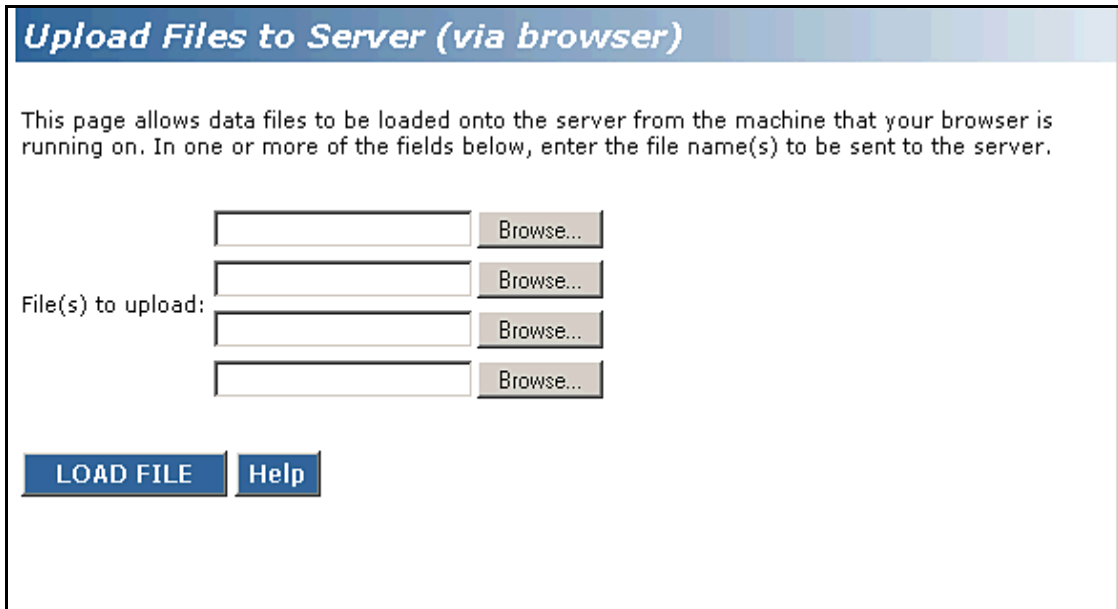 Upload Files to Server (via browser)
This page allows data files to be loaded onto the server from the machine that your browser is
running on. In one or more of the fields below, enter the file name(s) to be sent to the server.
Browse...
Browse...
File(s) to upload:
Browse...
Browse...
LOAD FILE Help